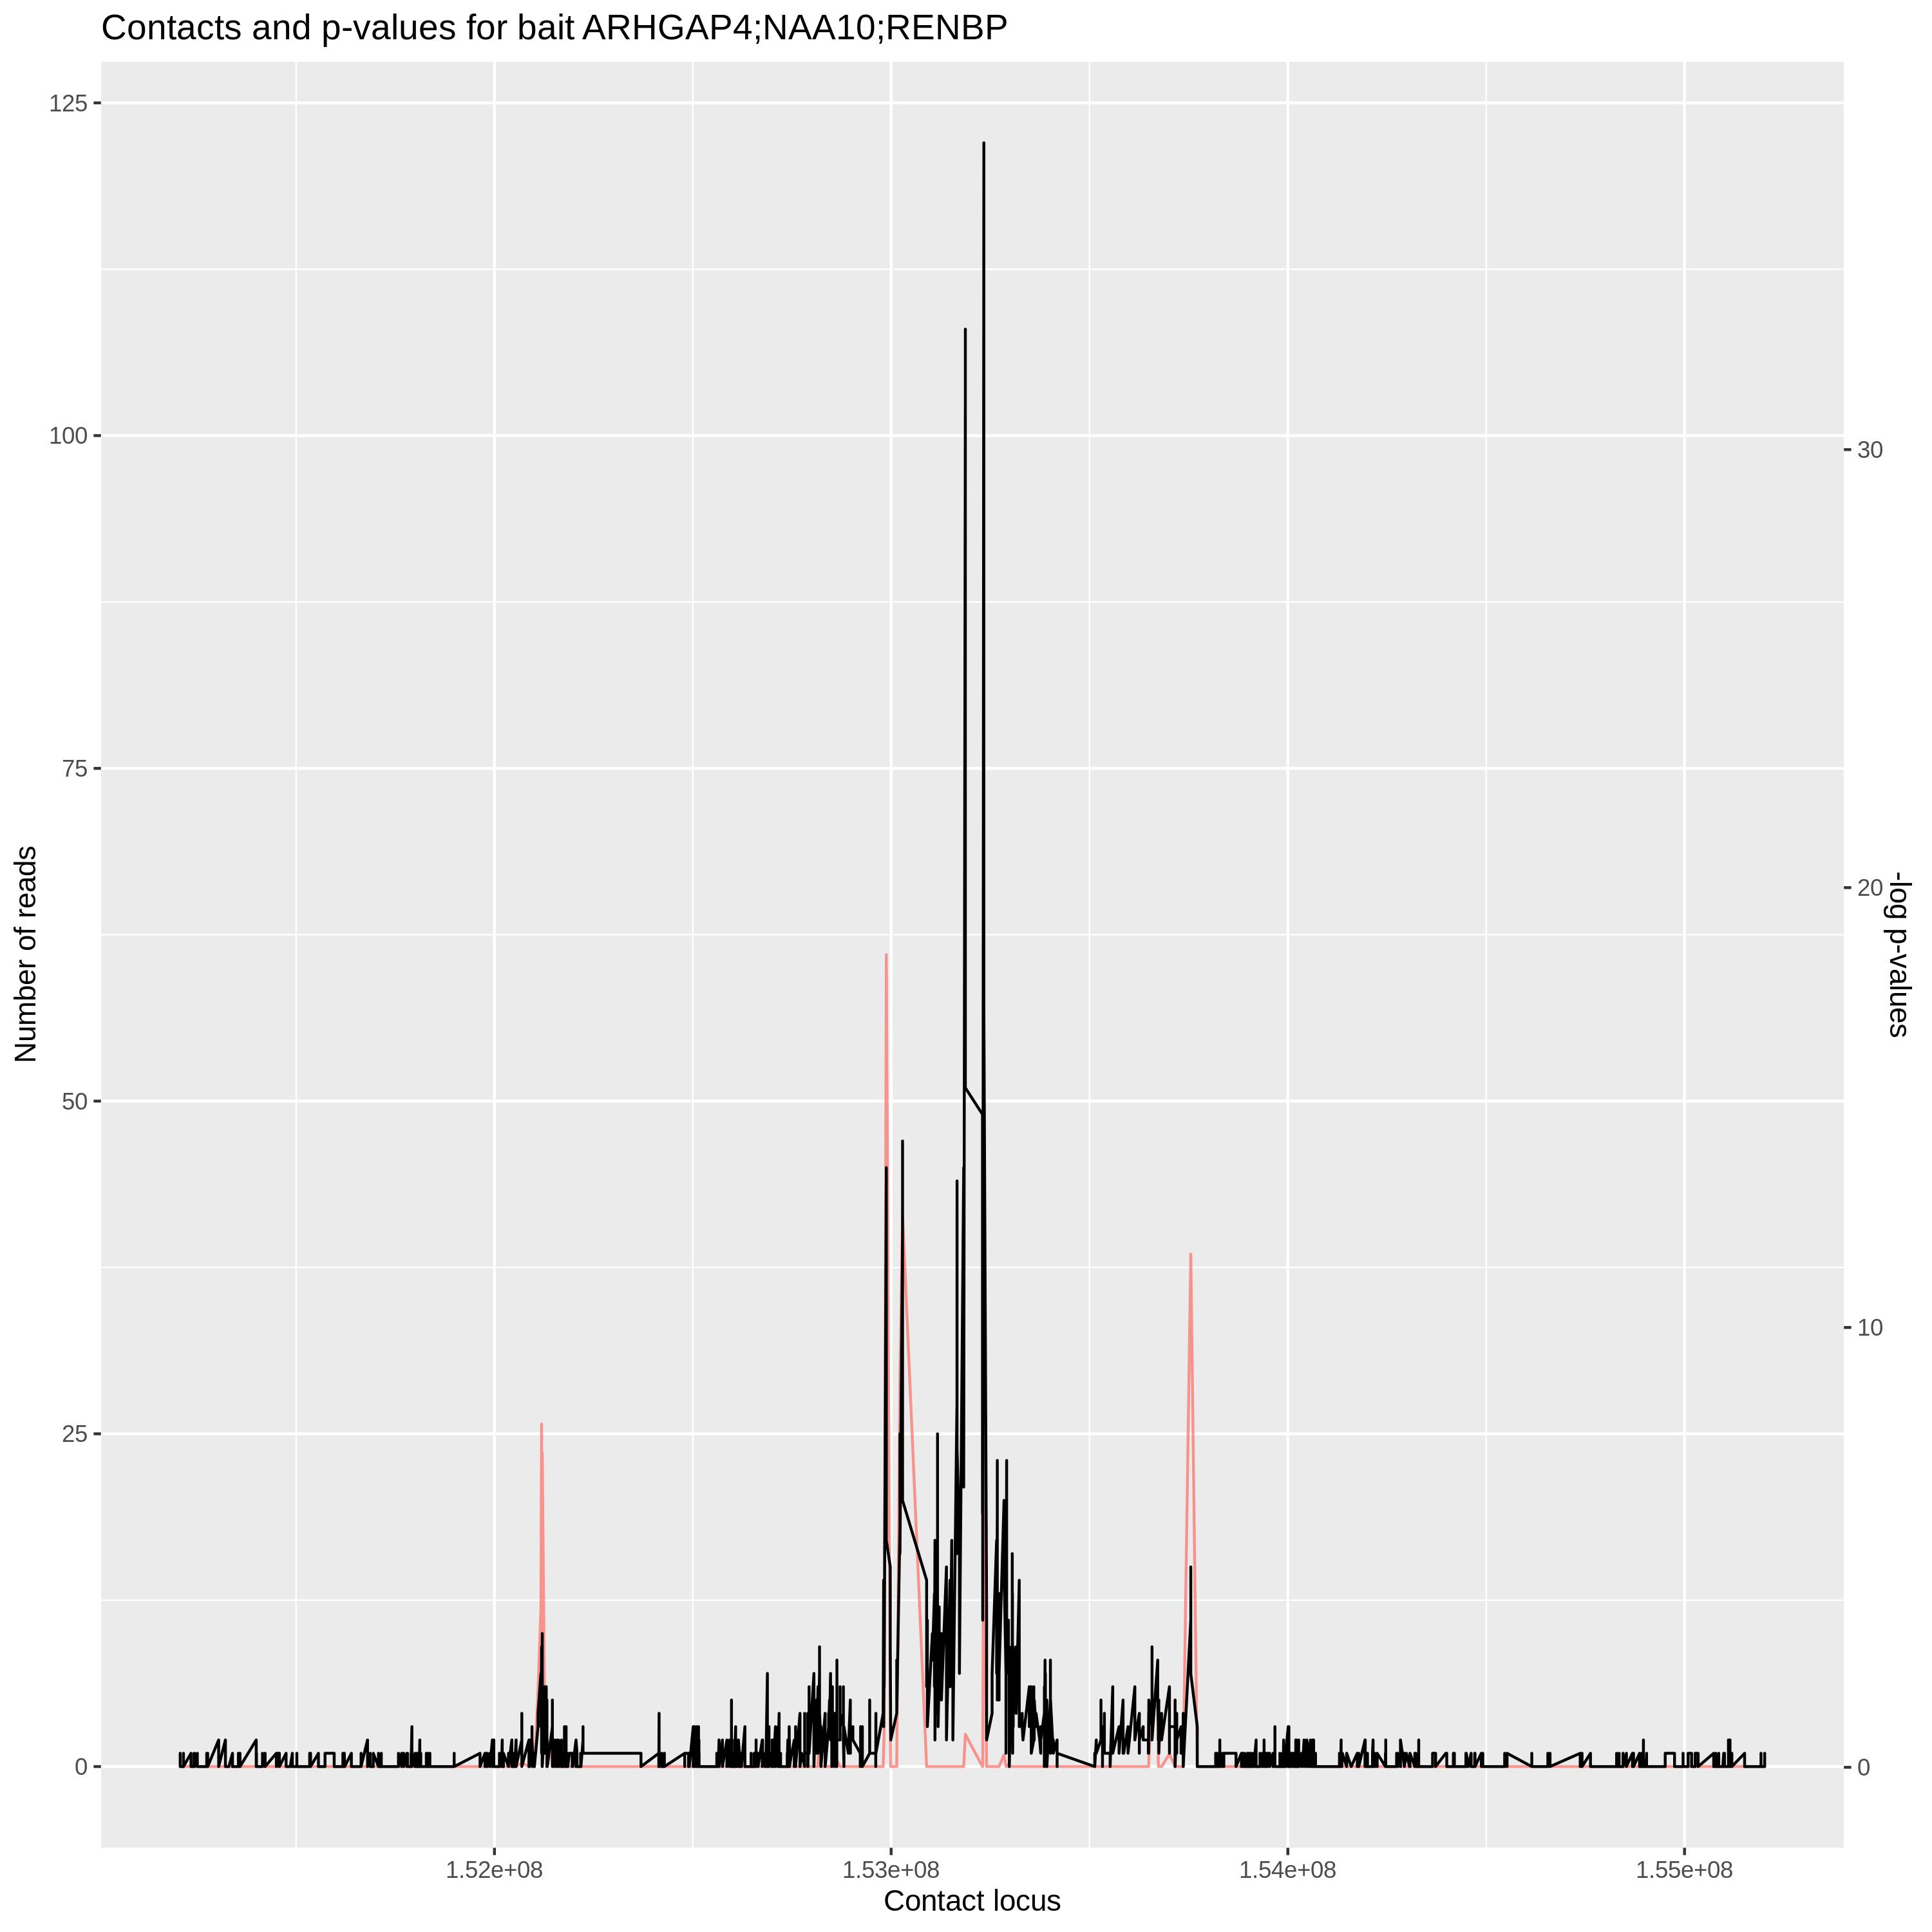 Contacts and p-values for bait ARHGAP4;NAA10;RENBP
125
100
75
50
25
0
Number of reads
30
20
10
0
-log p-values
1.52e+08
1.53e+08
1.54e+08
1.55e+08
Contact locus